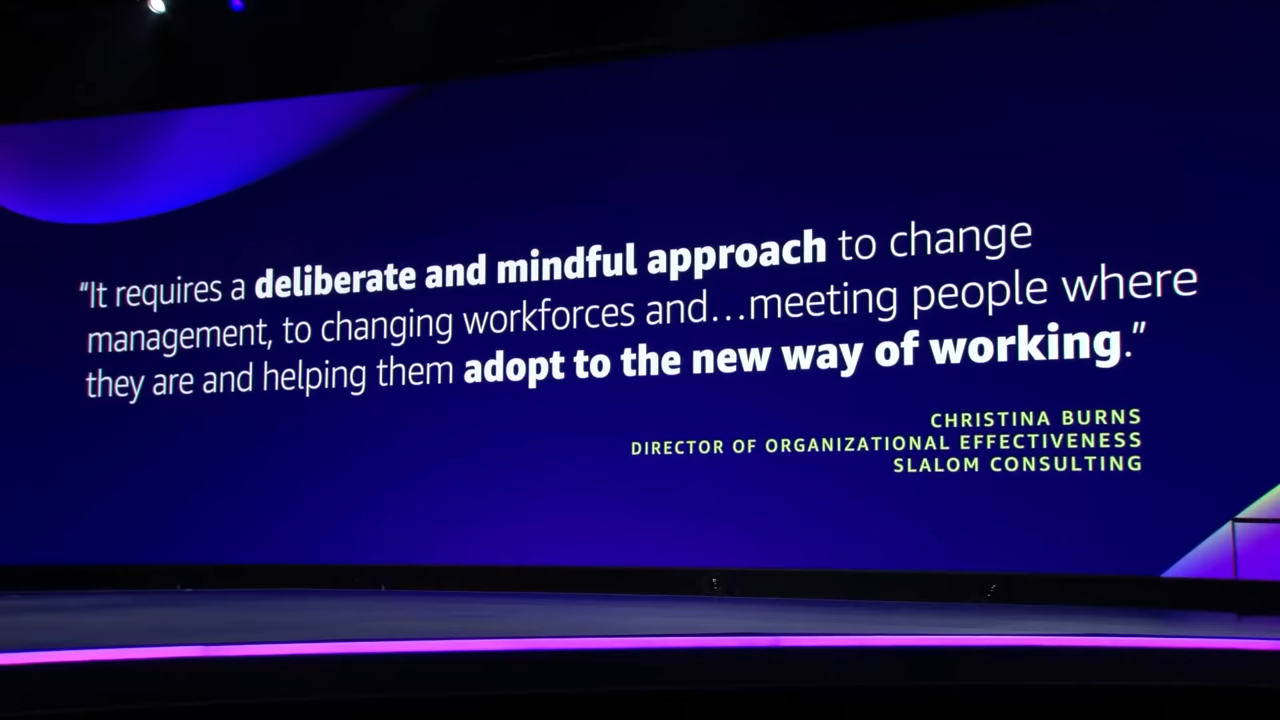 “It requires a deliberate and mindful approach to change
management, to changing workforces and...meeting people where
they are and helping them adopt to the new way of working.”
CHRISTINA BURNS
DIRECTOR OF ORGANIZATIONAL EFFECTIVENESS
SLALOM CONSULTING